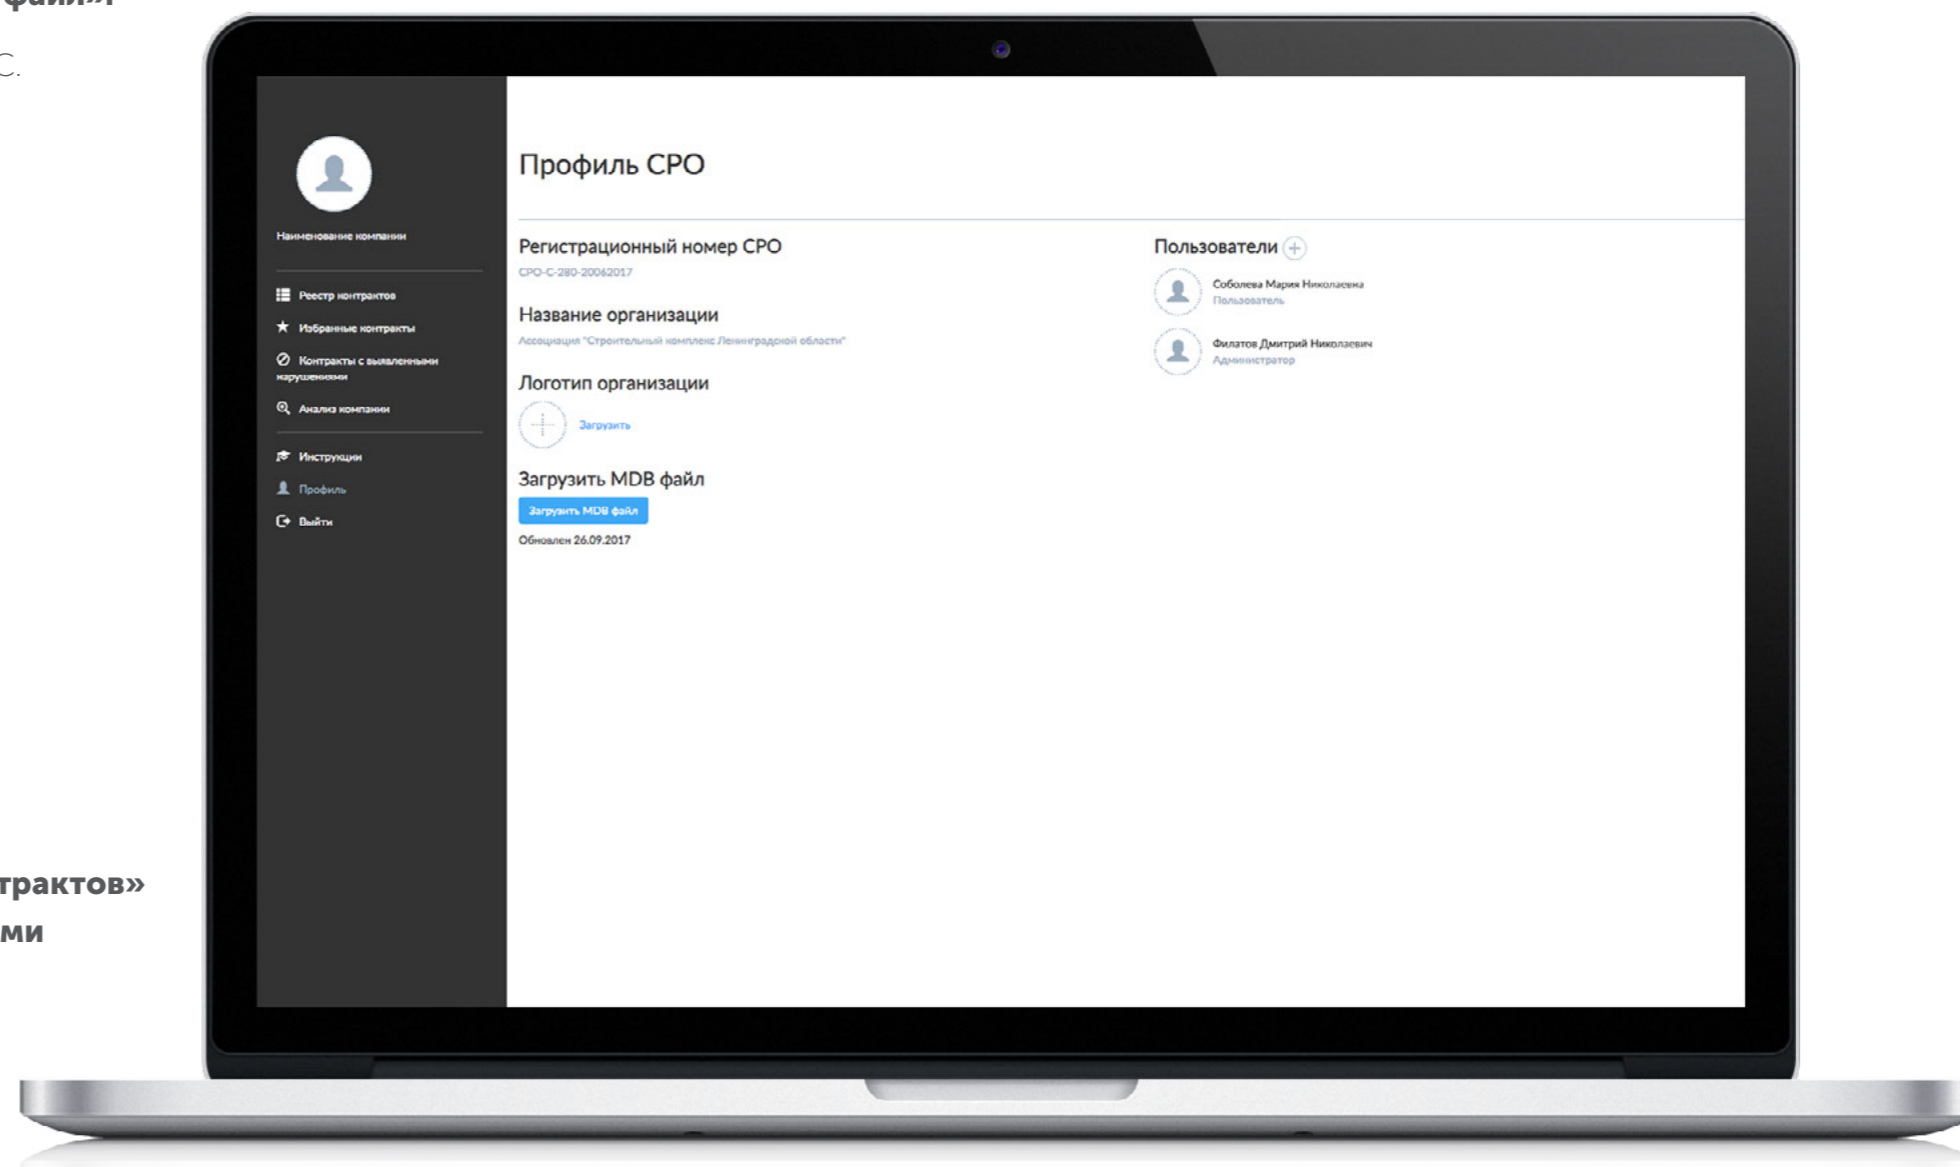 файл».
С.
Наименование компании
Реестр контрактов
Избранные контракты
Контракты с выявленными
нарушениями
Анализ компании
Инструкции
Профиль
Выйти
Профиль СРО
Регистрационный номер СРО
СРО-С-280-20062017
Название организации
Ассоциация "Строительный комплекс Ленинградской области"
Логотип организации
Загрузить
Загрузить MDB файл
Загрузить MDB файл
Обновлен 26.09.2017
Пользователи
Соболева Мария Николаевна
Пользователь
Филатов Дмитрий Николаевич
Администратор
трактов»
ми